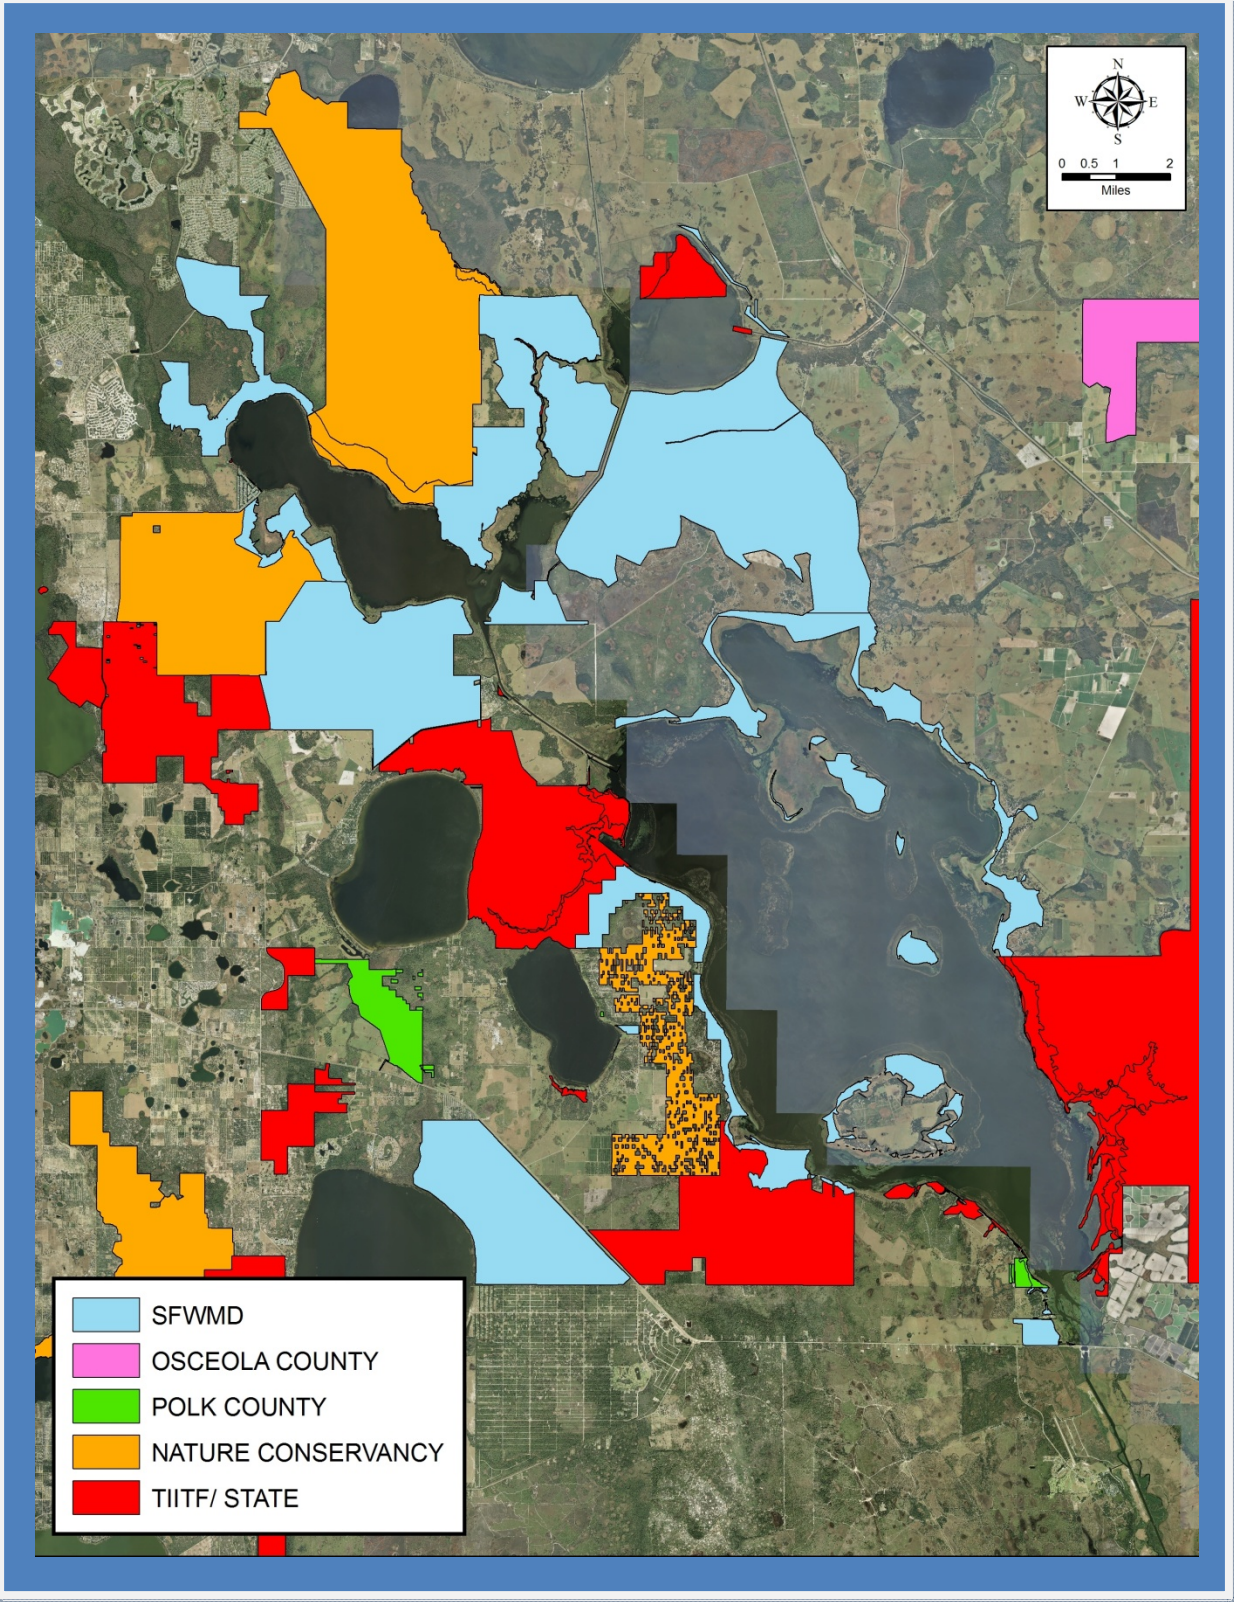 N
W E
S
0 0.5 1 2
Miles
SFWMD
OSCEOLA COUNTY
POLK COUNTY
NATURE CONSERVANCY
TIITF/ STATE